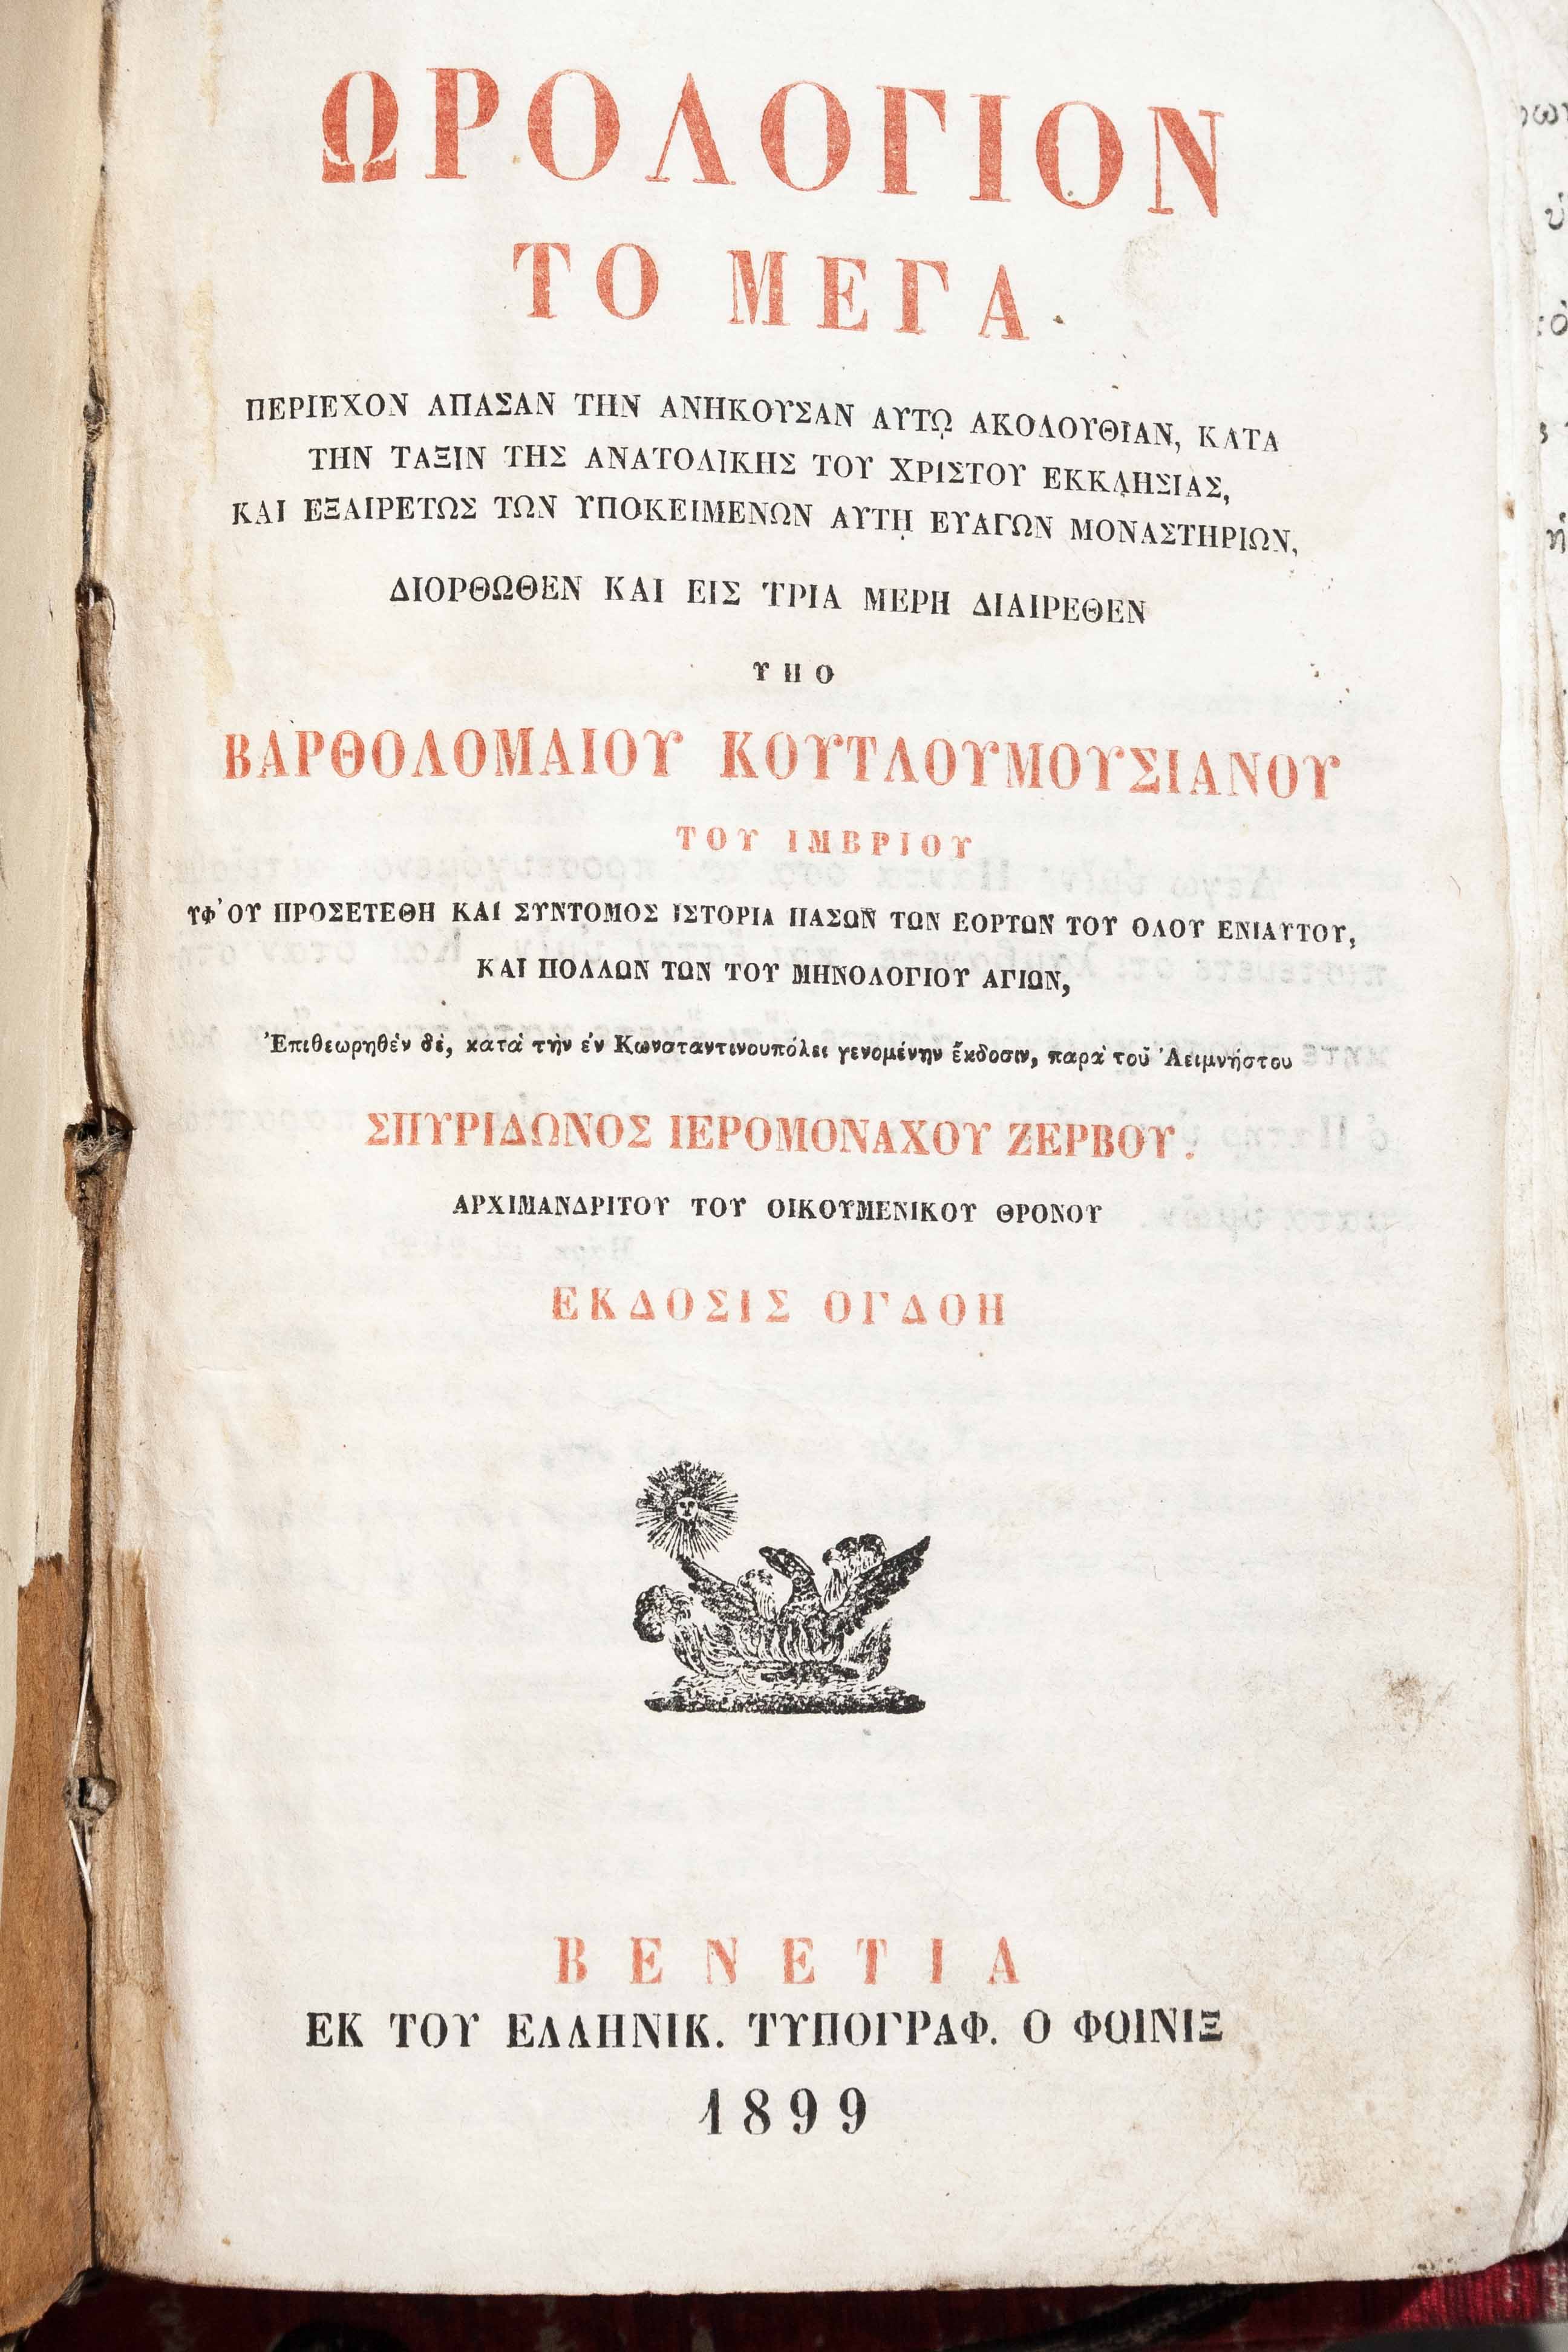 ΩΡΟΛΟΓΙΟΝ
ΤΟ ΜΕΓΑ
ΠΕΡΙΕΧΟΝ ΑΠΑΣΑΝ ΤΗΝ ΑΝΗΚΟΥΣΑΝ ΑΥΤῼ ΑΚΟΛΟΥΘΙΑΝ, ΚΑΤΑ
ΤΗΝ ΤΑΞΙΝ ΤΗΣ ΑΝΑΤΟΛΙΚΗΣ ΤΟΥ ΧΡΙΣΤΟΥ ΕΚΚΛΗΣΙΑΣ,
ΚΑΙ ΕΞΑΙΡΕΤΩΣ ΤΩΝ ΥΠΟΚΕΙΜΕΝΩΝ ΑΥΤῌ ΕΥΑΓΩΝ ΜΟΝΑΣΤΗΡΙΩΝ,
ΔΙΟΡΘΩΘΕΝ ΚΑΙ ΕΙΣ ΤΡΙΑ ΜΕΡΗ ΔΙΑΙΡΕΘΕΝ
ΥΠΟ
ΒΑΡΘΟΛΟΜΑΙΟΥ ΚΟΥΤΛΟΥΜΟΥΣΙΑΝΟΥ
ΤΟΥ ΙΜΒΡΙΟΥ
ΥΦ᾽ΟΥ ΠΡΟΣΕΤΕΘΗ ΚΑΙ ΣΥΝΤΟΜΟΣ ΙΣΤΟΡΙΑ ΠΑΣΩΝ ΤΩΝ ΕΟΡΤΩΝ ΤΟΥ ΟΛΟΥ ΕΝΙΑΥΤΟΥ,
ΚΑΙ ΠΟΛΛΩΝ ΤΩΝ ΤΟΥ ΜΗΝΟΛΟΓΙΟΥ ΑΓΙΩΝ,
Ἐπιθεωρηθὲν δὲ, κατὰ τὴν ἐν Κωνσταντινουπόλει γενομένην ἔκδοσιν, παρὰ τοῦ Ἀειμνήστου
ΣΠΥΡΙΔΩΝΟΣ ΙΕΡΟΜΟΝΑΧΟΥ ΖΕΡΒΟΥ.
ΑΡΧΙΜΑΝΔΡΙΤΟΥ ΤΟΥ ΟΙΚΟΥΜΕΝΙΚΟΥ ΘΡΟΝΟΥ
ΕΚΔΟΣΙΣ ΟΓΔΟΗ
ΒΕΝΕΤΙΑ
ΕΚ ΤΟΥ ΕΛΛΗΝΙΚ. ΤΥΠΟΓΡΑΦ. Ο ΦΟΙΝΙΞ
1899